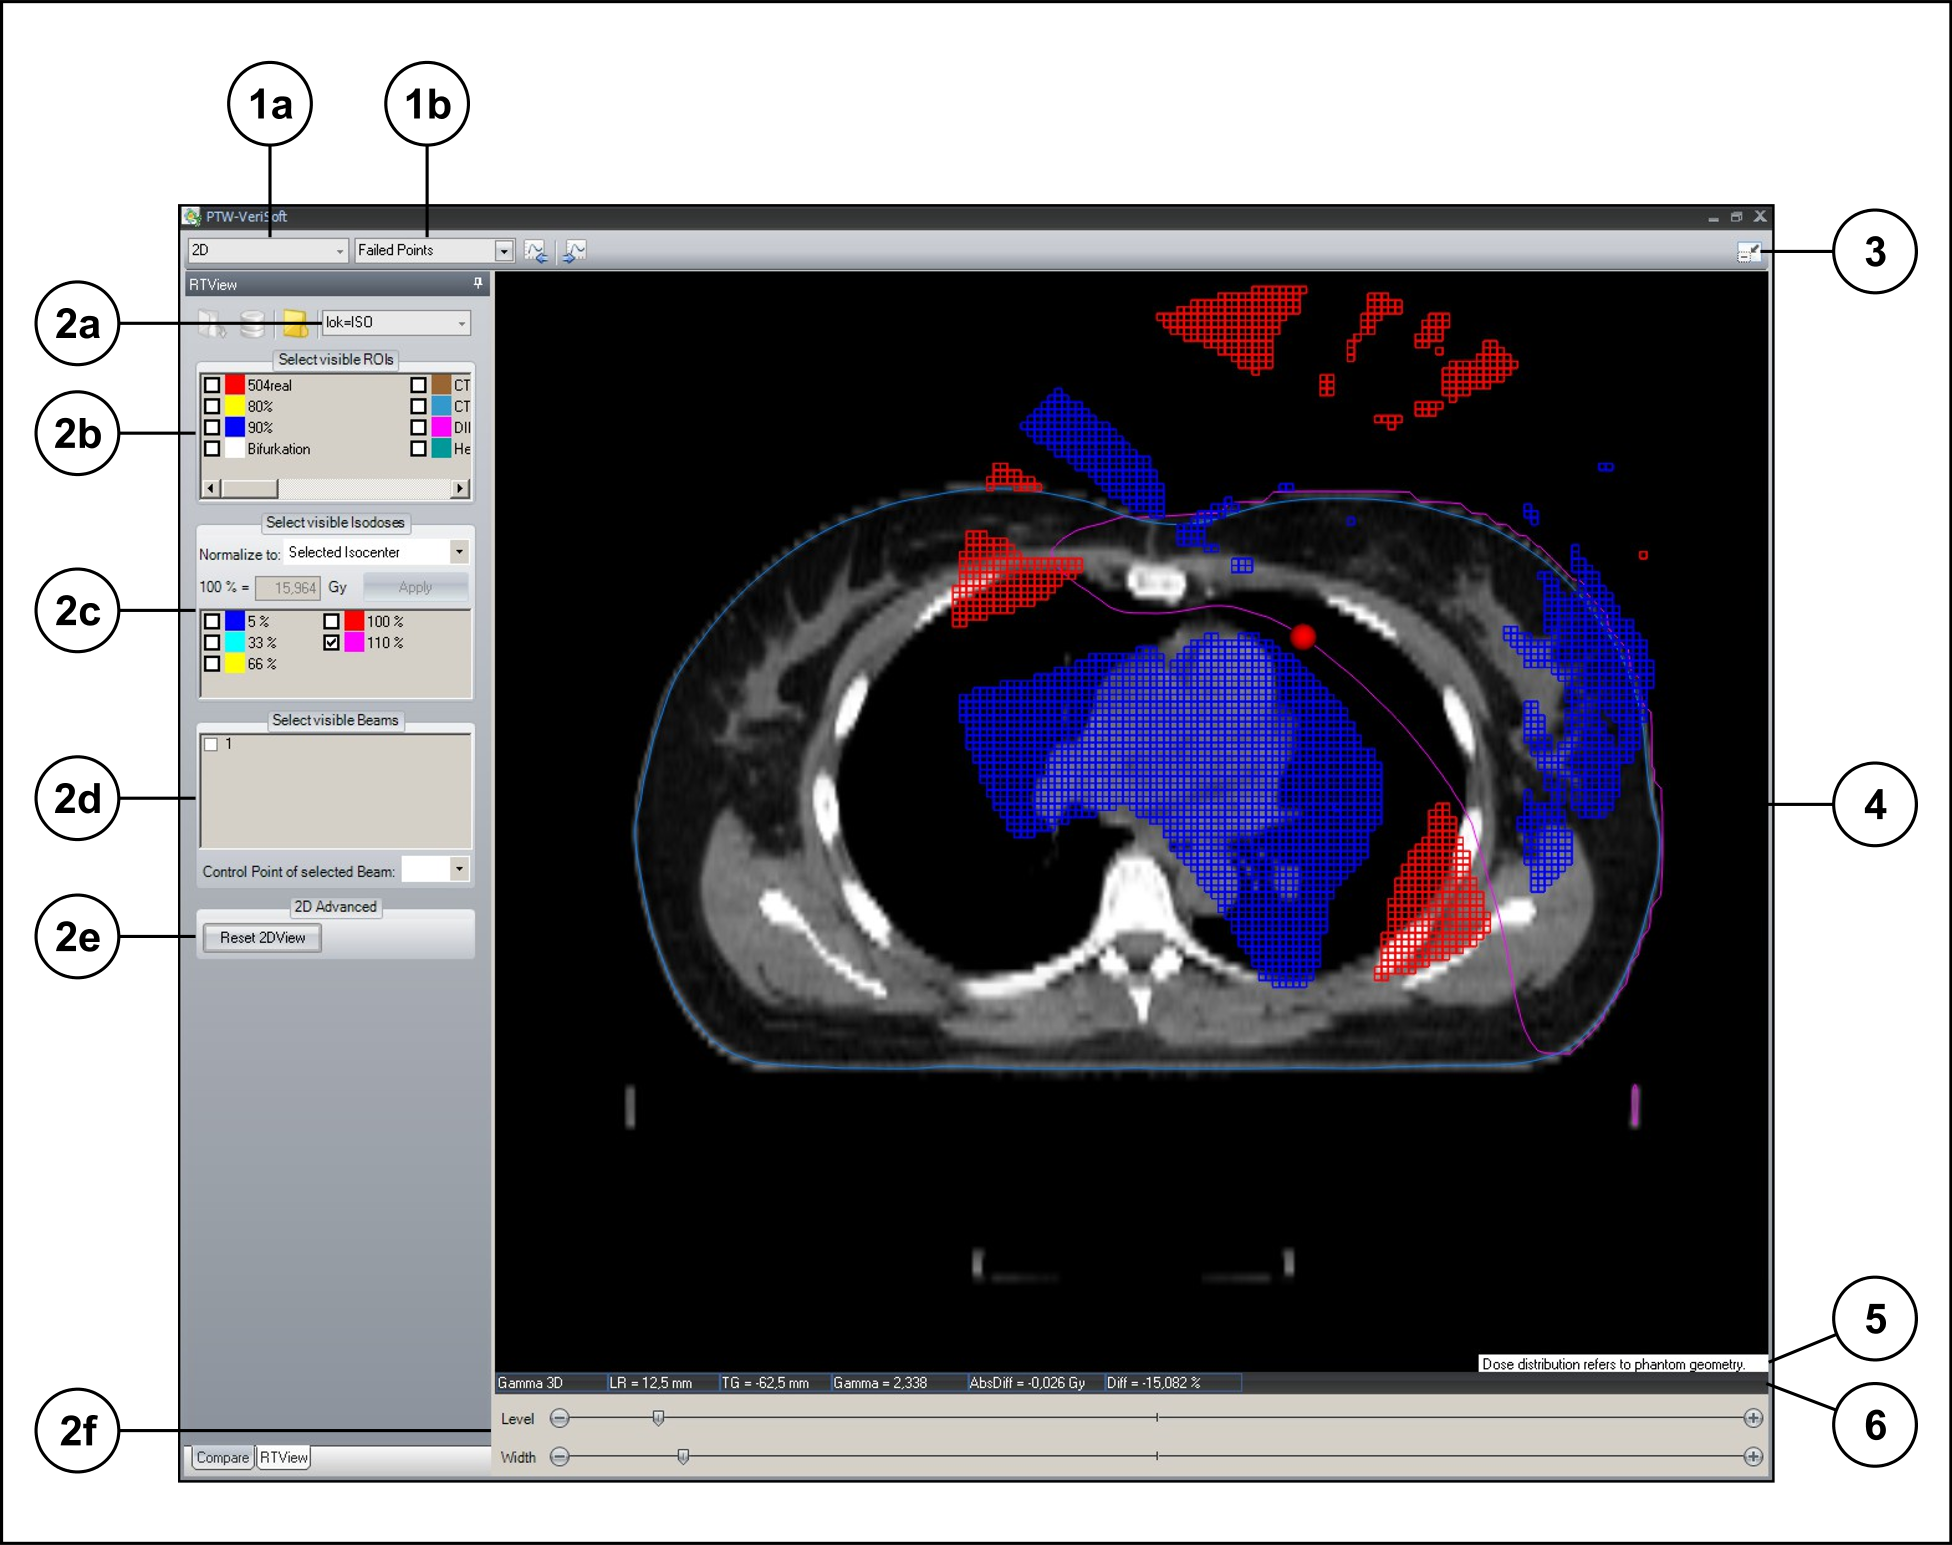 1a
1b
PTW-VeriSoft
2D
Failed Points
3
RTView
2a
lok=ISO
Select visible ROIs
504real
CT
80%
CT
2b
90%
DII
Bifurkation
He
Select visible Isodoses
Normalize to: Selected Isocenter
100 % = 15,964 Gy Apply
2c
5 %
100 %
33 %
110 %
66 %
Select visible Beams
1
2d
4
Control Point of selected Beam:
2D Advanced
2e
Reset 2DView
5
Dose distribution refers to phantom geometry.
Gamma 3D LR = 12,5 mm TG = -62,5 mm Gamma = 2,338 AbsDiff = -0,026 Gy Diff = -15,082 %
6
Level
2f
Width
Compare RTView